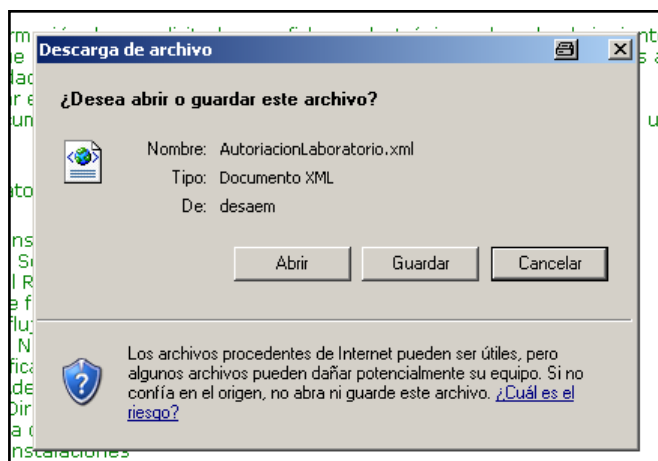 Descarga de archivo
¿Desea abrir o guardar este archivo?
Nombre: AutoriacionLaboratorio.xml
Tipo: Documento XML
De: desaem
Abrir Guardar Cancelar
Los archivos procedentes de Internet pueden ser útiles, pero
algunos archivos pueden dañar potencialmente su equipo. Si no
confía en el origen, no abra ni guarde este archivo. ¿Cuál es el
riesgo?